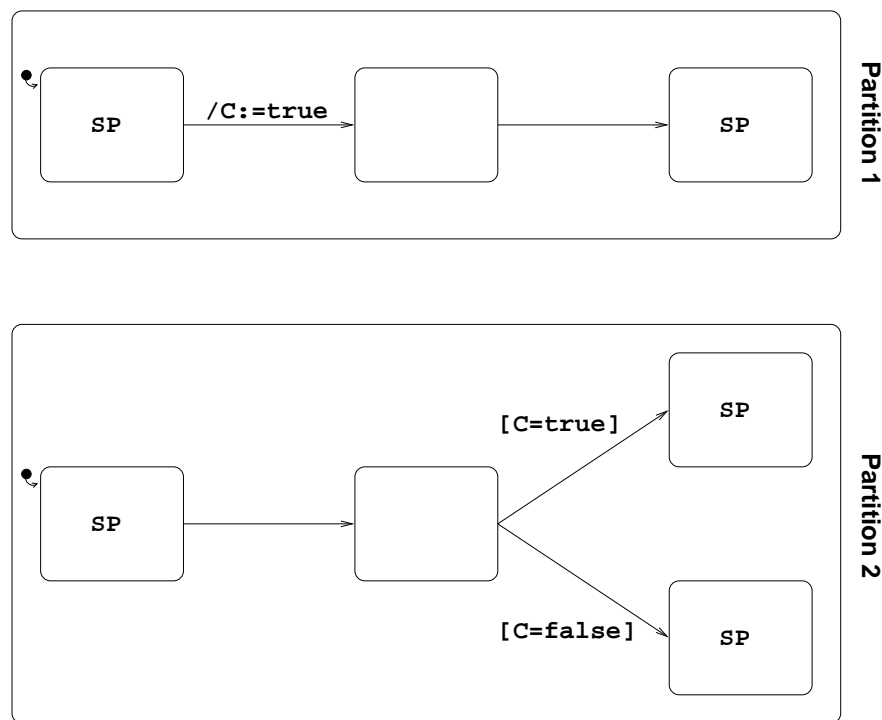 SP
/C:=true
SP
Partition 1
SP
[C=true]
SP
[C=false]
SP
Partition 2